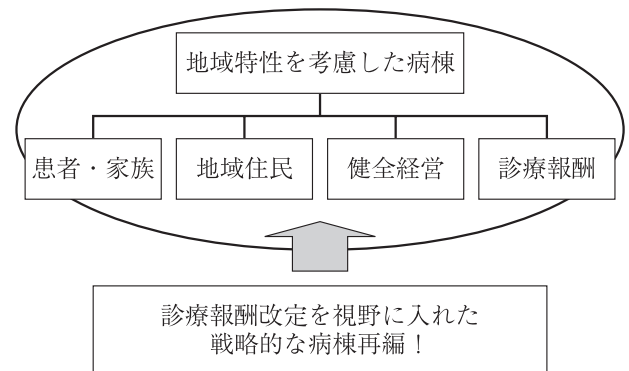 地域特性を考慮した病棟
患者・家族
地域住民
健全経営
診療報酬
診療報酬改定を視野に入れた
戦略的な病棟再編！